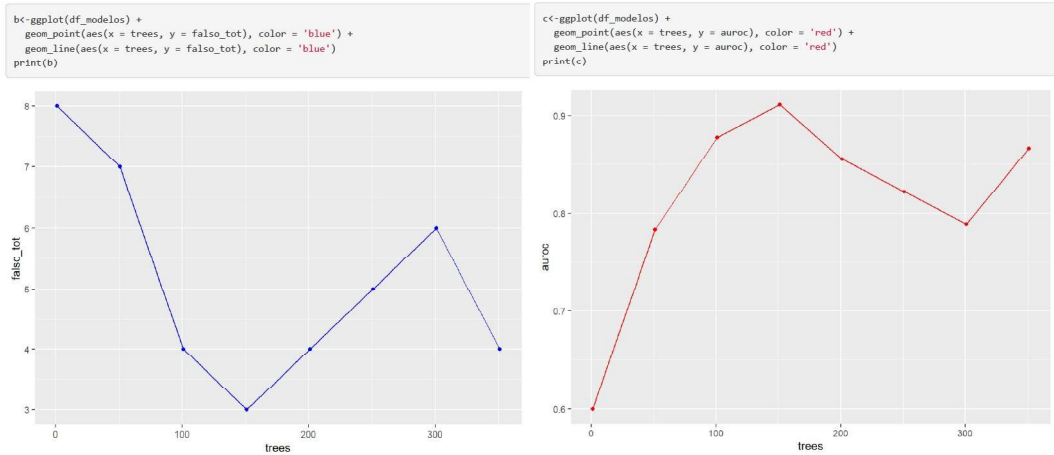 b<-ggplot(df_modelos) +
geom_point(aes(x = trees, y = falso_tot), color = 'blue') +
geom_line(aes(x = trees, y = falso_tot), color = 'blue')
print(b)
8
7
6
5
4
3
falso_tot
0 100 200 300
trees
c<-ggplot(df_modelos) +
geom_point(aes(x = trees, y = auroc), color = 'red') +
geom_line(aes(x = trees, y = auroc), color = 'red')
print(c)
0.9
0.8
0.7
0.6
auroc
0 100 200 300
trees